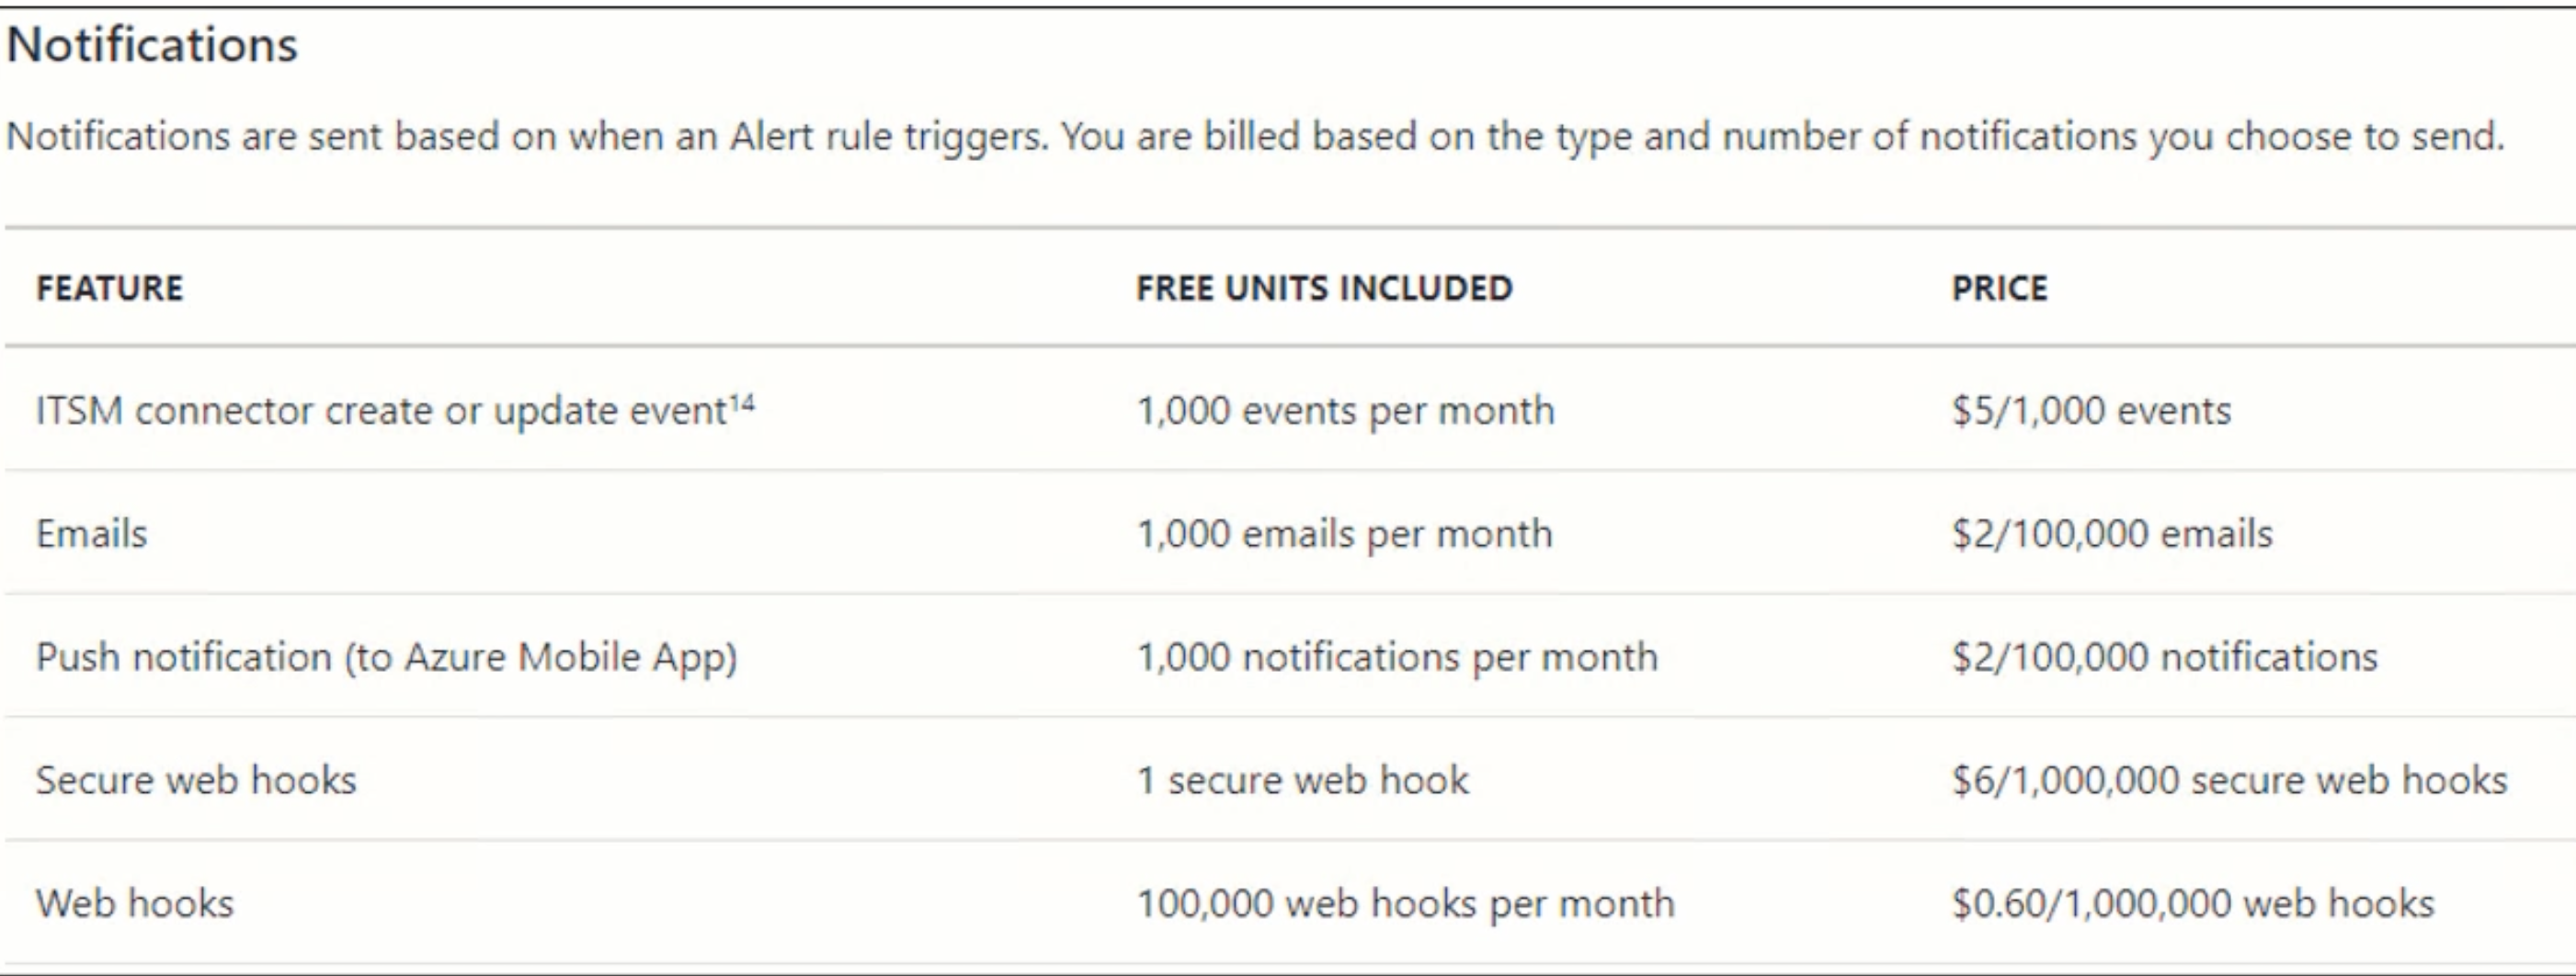 Notifications
Notifications are sent based on when an Alert rule triggers. You are billed based on the type and number of notifications you choose to send.
FEATURE FREE UNITS INCLUDED PRICE
ITSM connector create or update event¹⁴ 1,000 events per month $5/1,000 events
Emails 1,000 emails per month $2/100,000 emails
Push notification (to Azure Mobile App) 1,000 notifications per month $2/100,000 notifications
Secure web hooks 1 secure web hook $6/1,000,000 secure web hooks
Web hooks 100,000 web hooks per month $0.60/1,000,000 web hooks